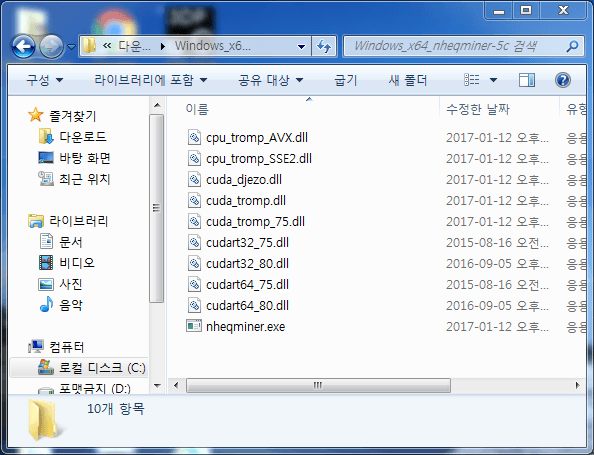 « 다운... ▸ Windows_x6... Windows_x64_nheqminer-5c 검색
구성 ▼ 라이브러리에 포함 ▼ 공유 대상 ▼ 굽기 새 폴더
이름 수정한 날짜 유형
즐겨찾기
다운로드
바탕 화면
최근 위치
라이브러리
문서
비디오
사진
음악
컴퓨터
로컬 디스크 (C:)
포맷금지 (D:)
cpu_tromp_AVX.dll 2017-01-12 오후... 응용
cpu_tromp_SSE2.dll 2017-01-12 오후... 응용
cuda_djezo.dll 2017-01-12 오후... 응용
cuda_tromp.dll 2017-01-12 오후... 응용
cuda_tromp_75.dll 2017-01-12 오후... 응용
cudart32_75.dll 2015-08-16 오전... 응용
cudart32_80.dll 2016-09-05 오후... 응용
cudart64_75.dll 2015-08-16 오전... 응용
cudart64_80.dll 2016-09-05 오후... 응용
nheqminer.exe 2017-01-12 오후... 응용
10개 항목